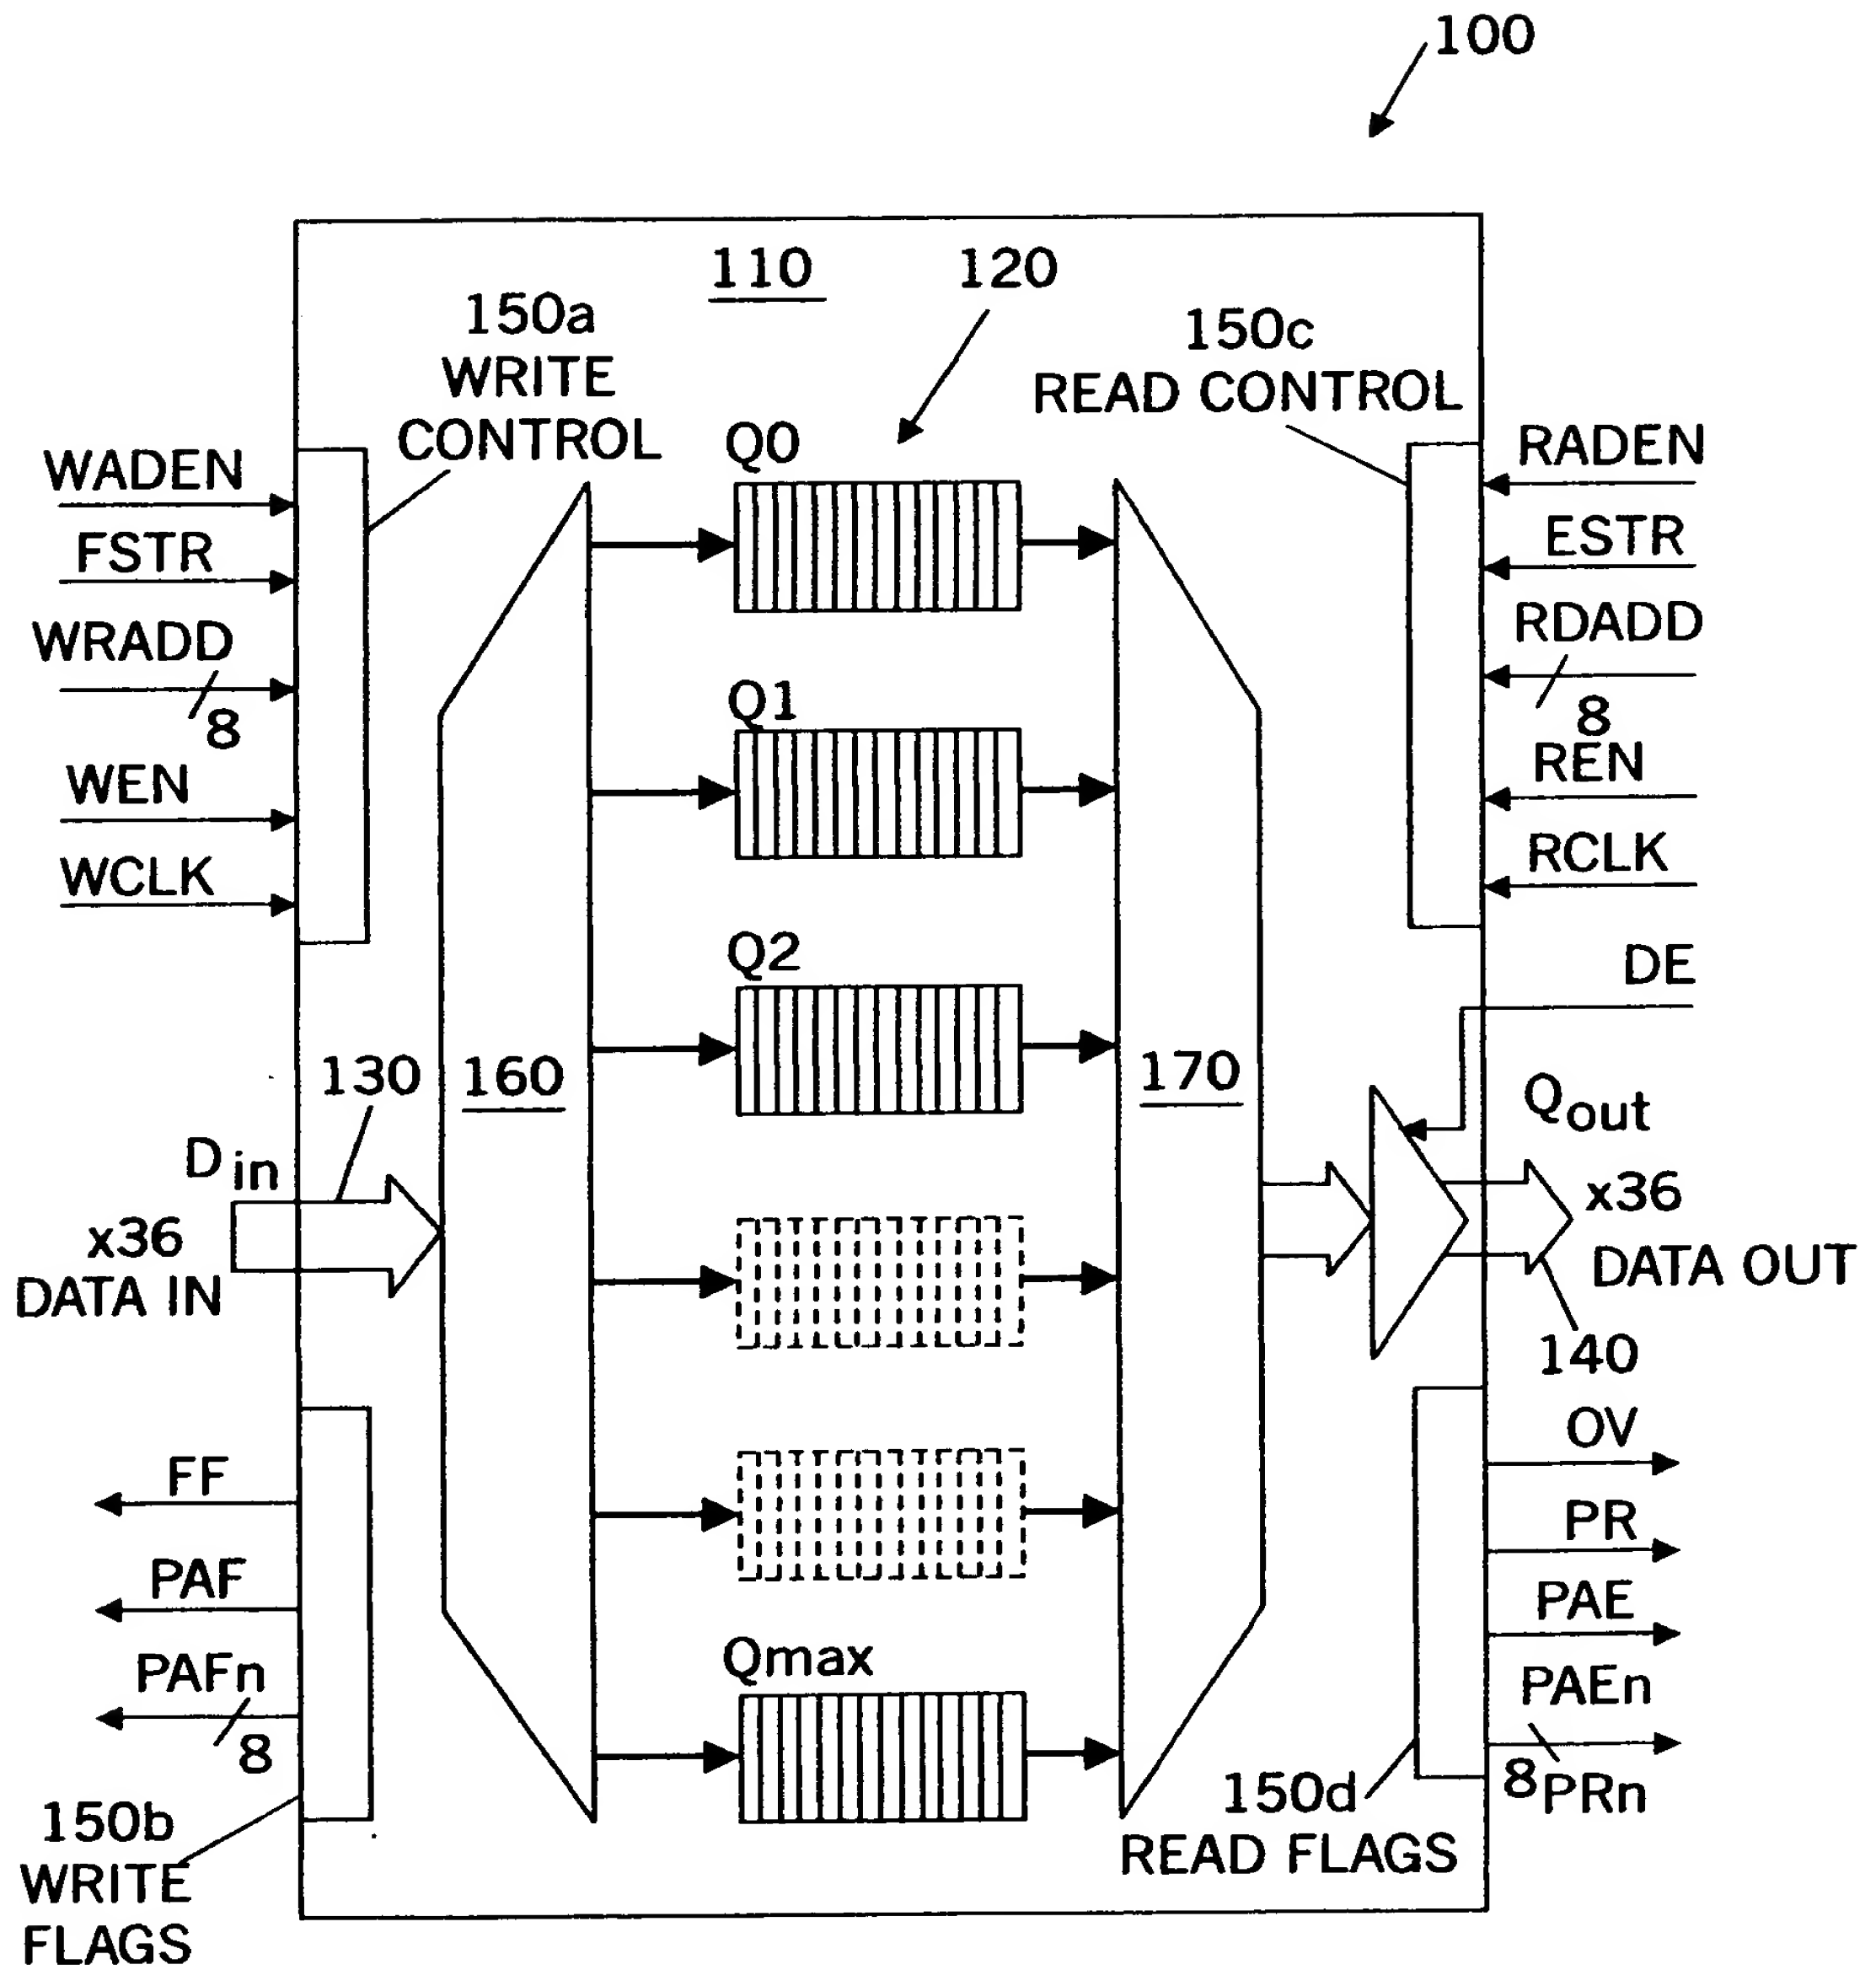 100
110
120
150a
WRITE
CONTROL
150c
READ CONTROL
WADEN
FSTR
WRADD
8
WEN
WCLK
Q0
Q1
Q2
Qmax
RADEN
ESTR
RDADD
8
REN
RCLK
DE
130
160
170
Din
x36
DATA IN
Qout
x36
DATA OUT
140
FF
PAF
PAFn
8
150b
WRITE
FLAGS
OV
PR
PAE
PAEn
8
PRn
150d
READ FLAGS